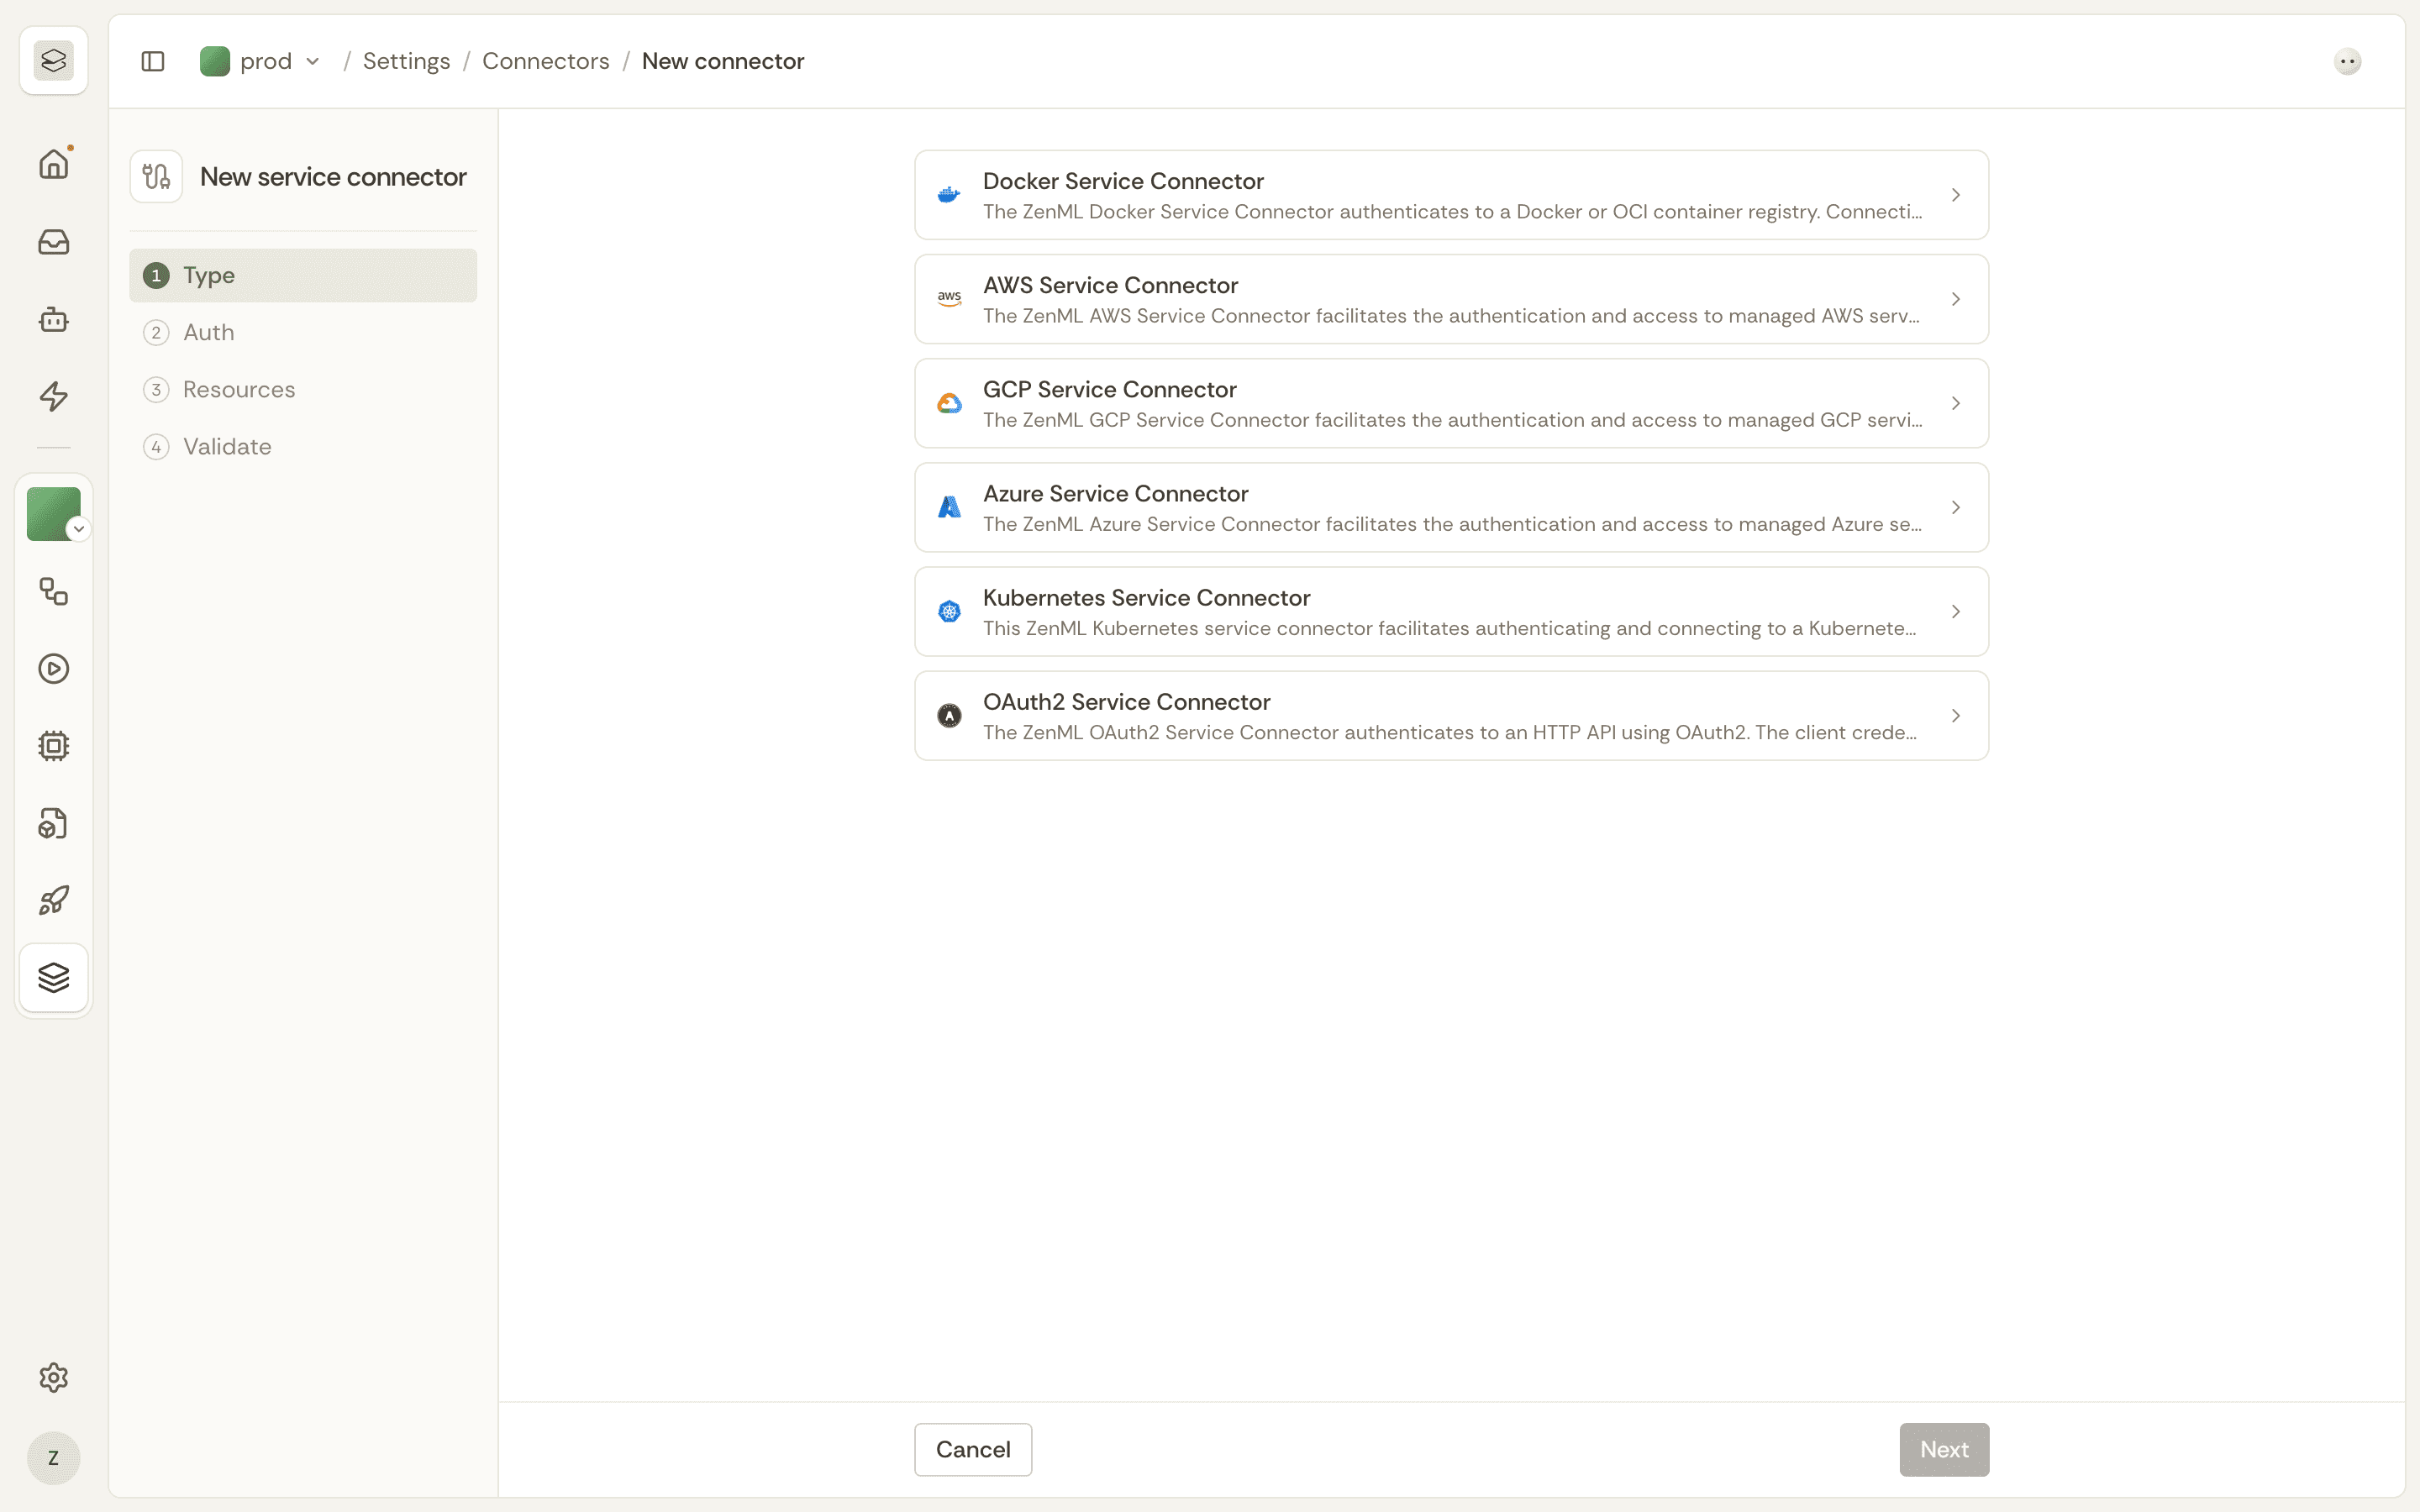 prod / Settings / Connectors / New connector
New service connector
1 Type
2 Auth
3 Resources
4 Validate
Docker Service Connector
The ZenML Docker Service Connector authenticates to a Docker or OCI container registry. Connecti...
aws
AWS Service Connector
The ZenML AWS Service Connector facilitates the authentication and access to managed AWS serv...
GCP Service Connector
The ZenML GCP Service Connector facilitates the authentication and access to managed GCP servi...
Azure Service Connector
The ZenML Azure Service Connector facilitates the authentication and access to managed Azure se...
Kubernetes Service Connector
This ZenML Kubernetes service connector facilitates authenticating and connecting to a Kubernete...
A
OAuth2 Service Connector
The ZenML OAuth2 Service Connector authenticates to an HTTP API using OAuth2. The client crede...
Cancel
Next
Z